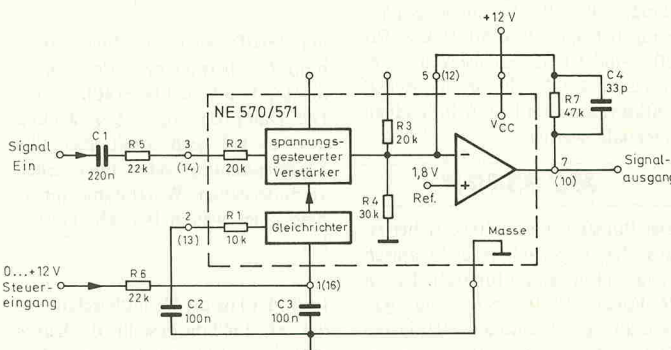 +12 V
5 (12)
C4
33p
R7
47k
NE 570/571
VCC
R3
20k
Signal
Ein
C1
220n
R5
22k
3
(14)
R2
20k
spannungs-
gesteuerter
Verstärker
1,8V
Ref.
7
(10)
Signal-
ausgang
2
(13)
R1
10k
Gleichrichter
R4
30k
Masse
0...+12 V
Steuer-
eingang
R6
22k
1(16)
C2
100n
C3
100n